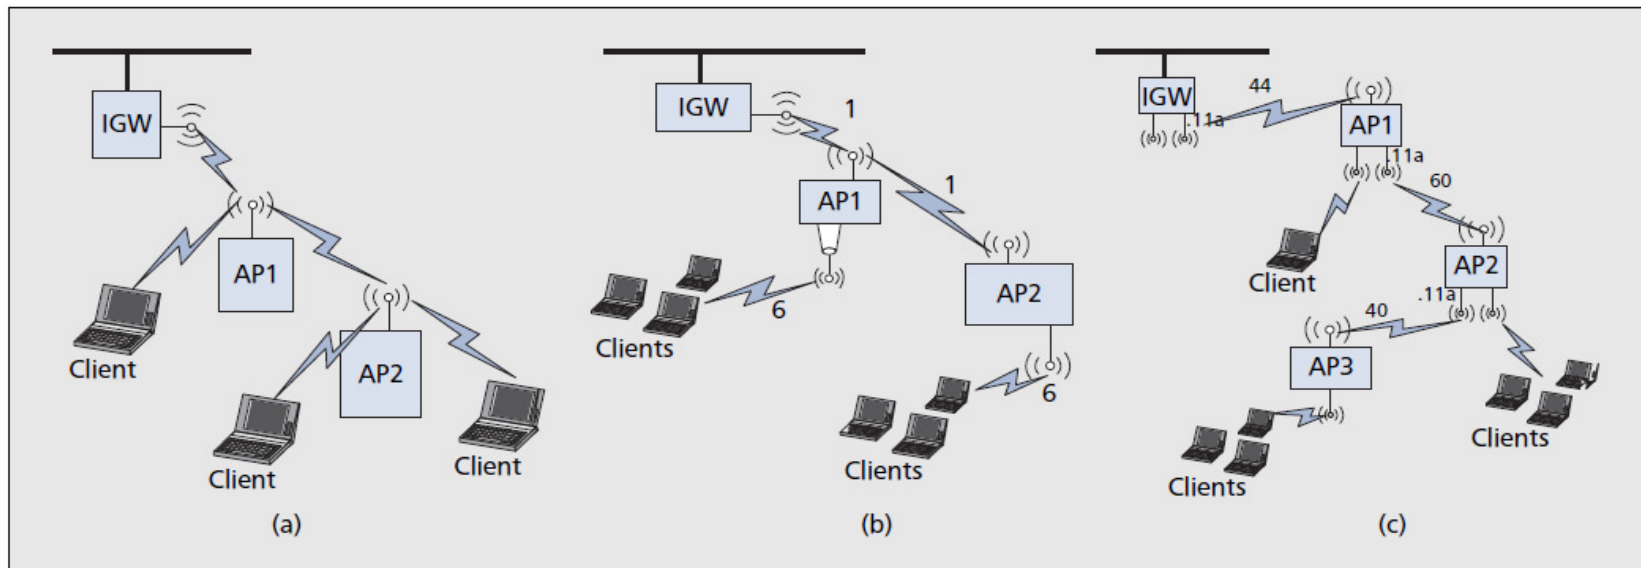 IGW
AP1
Client
AP2
Client
Client
(a)
IGW
1
AP1
1
6
Clients
AP2
6
Clients
(b)
IGW
.11a
44
AP1
.11a
60
Client
AP2
.11a
40
AP3
Clients
Clients
(c)